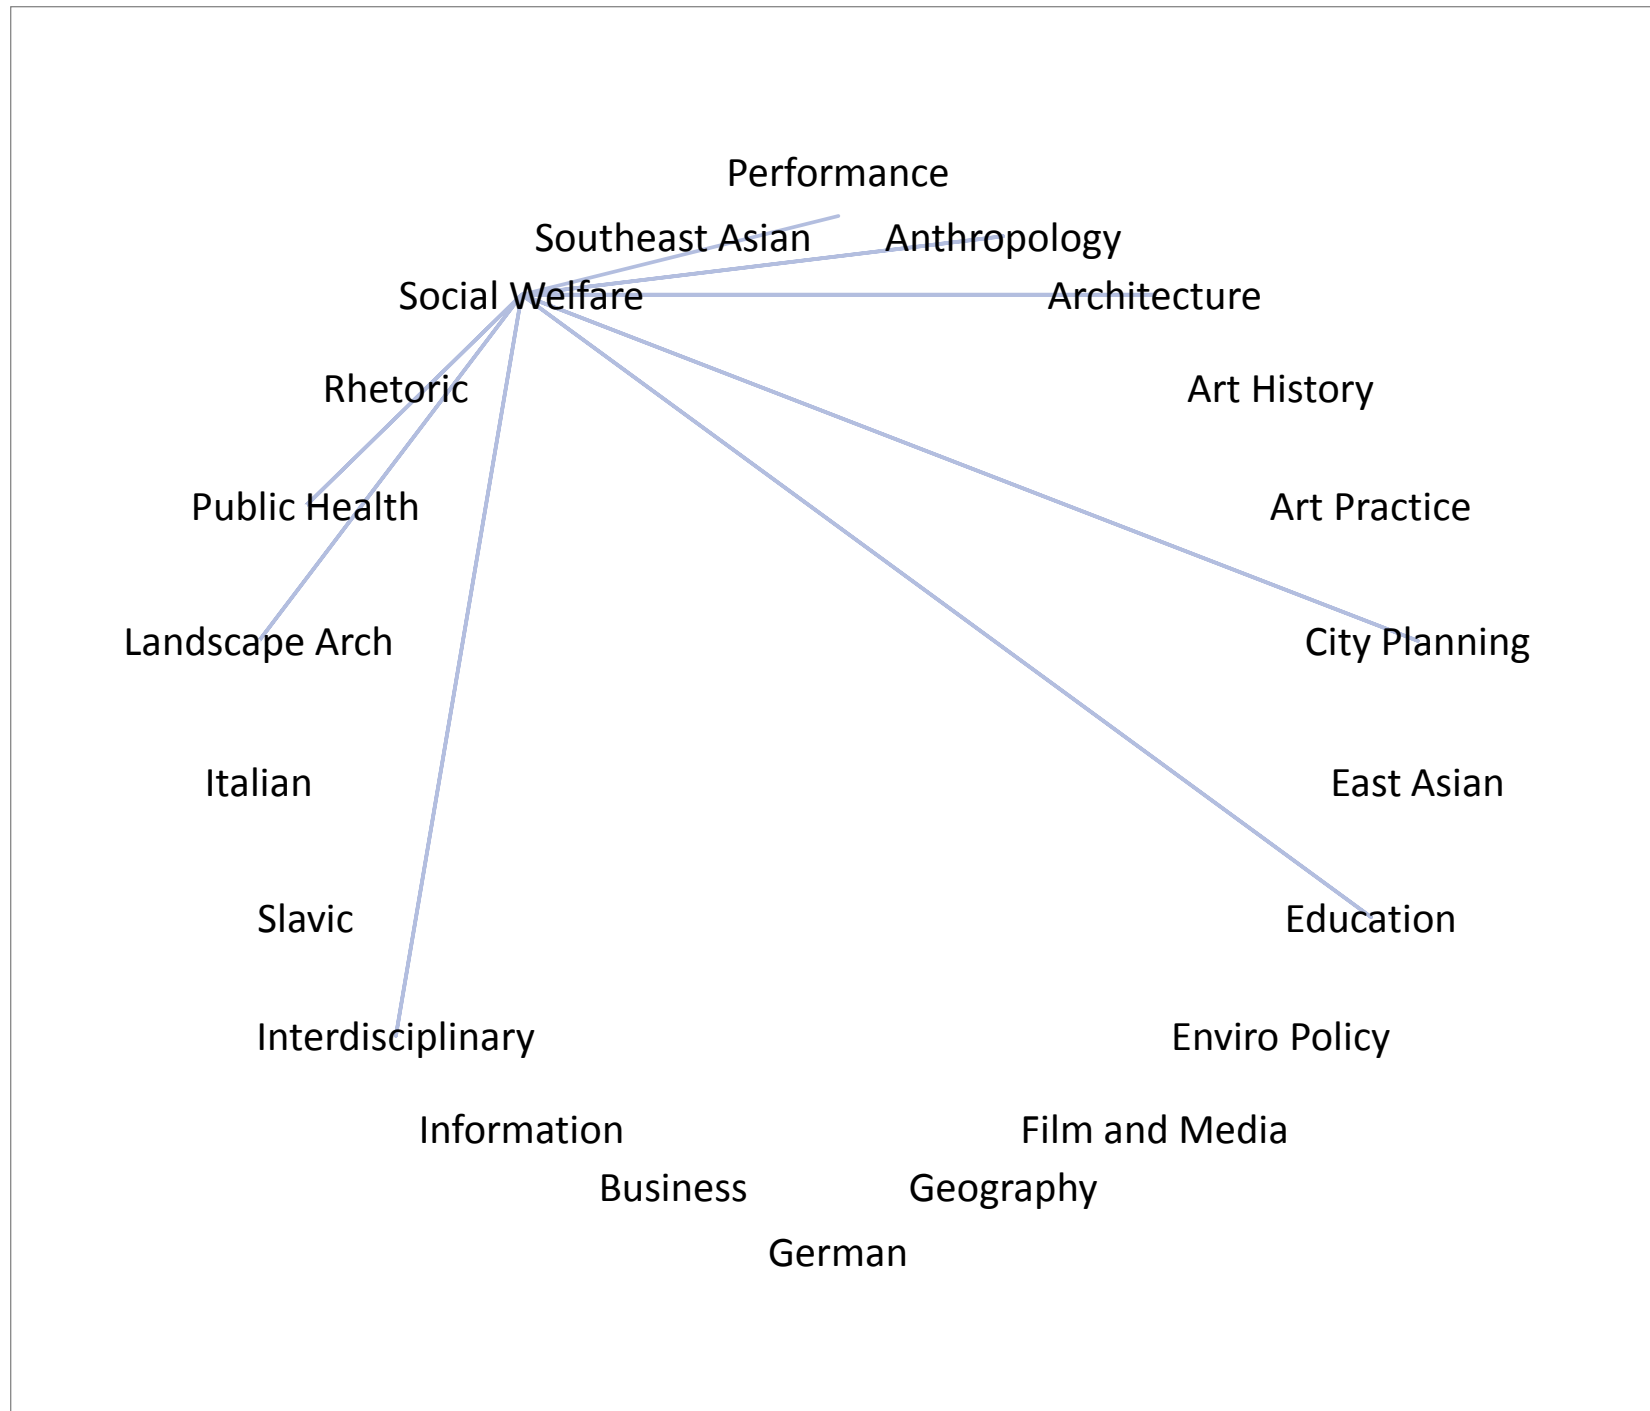 Performance
Southeast Asian
Anthropology
Social Welfare
Architecture
Rhetoric
Art History
Public Health
Art Practice
Landscape Arch
City Planning
Italian
East Asian
Slavic
Education
Interdisciplinary
Enviro Policy
Information
Film and Media
Business
Geography
German